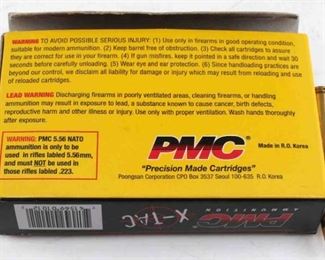 WARNING TO AVOID POSSIBLE SERIOUS INJURY: (1) Use only in firearms in good operating condition,
suitable for modern ammunition. (2) Keep barrel free of obstruction. (3) Check all cartridges to assure
they are correct for use in your firearm. (4) If gun misfires, keep it pointed in a safe direction and wait 30
seconds before carefully unloading. (5) Wear eye and ear protection. (6) Since handloading practices are
beyond our control, we disclaim all liability for damage or injury which may result from reloading and use
of reloaded cartridges.
LEAD WARNING Discharging firearms in poorly ventilated areas, cleaning firearms, or handling
ammunition may result in exposure to lead, a substance known to cause cancer, birth defects,
reproductive harm and other serious injury. Use only with proper ventilation. Wash hands thoroughly
after exposure.
WARNING: PMC 5.56 NATO
ammunition is only to be
used in rifles labled 5.56mm,
and must NOT be used in
those rifles labled .223.
PMC
Made in R.O. Korea
"Precision Made Cartridges"
Poongsan Corporation CPO Box 3537 Seoul 100-635 R.O. Korea
PMC
AMMUNITION
X-TAC